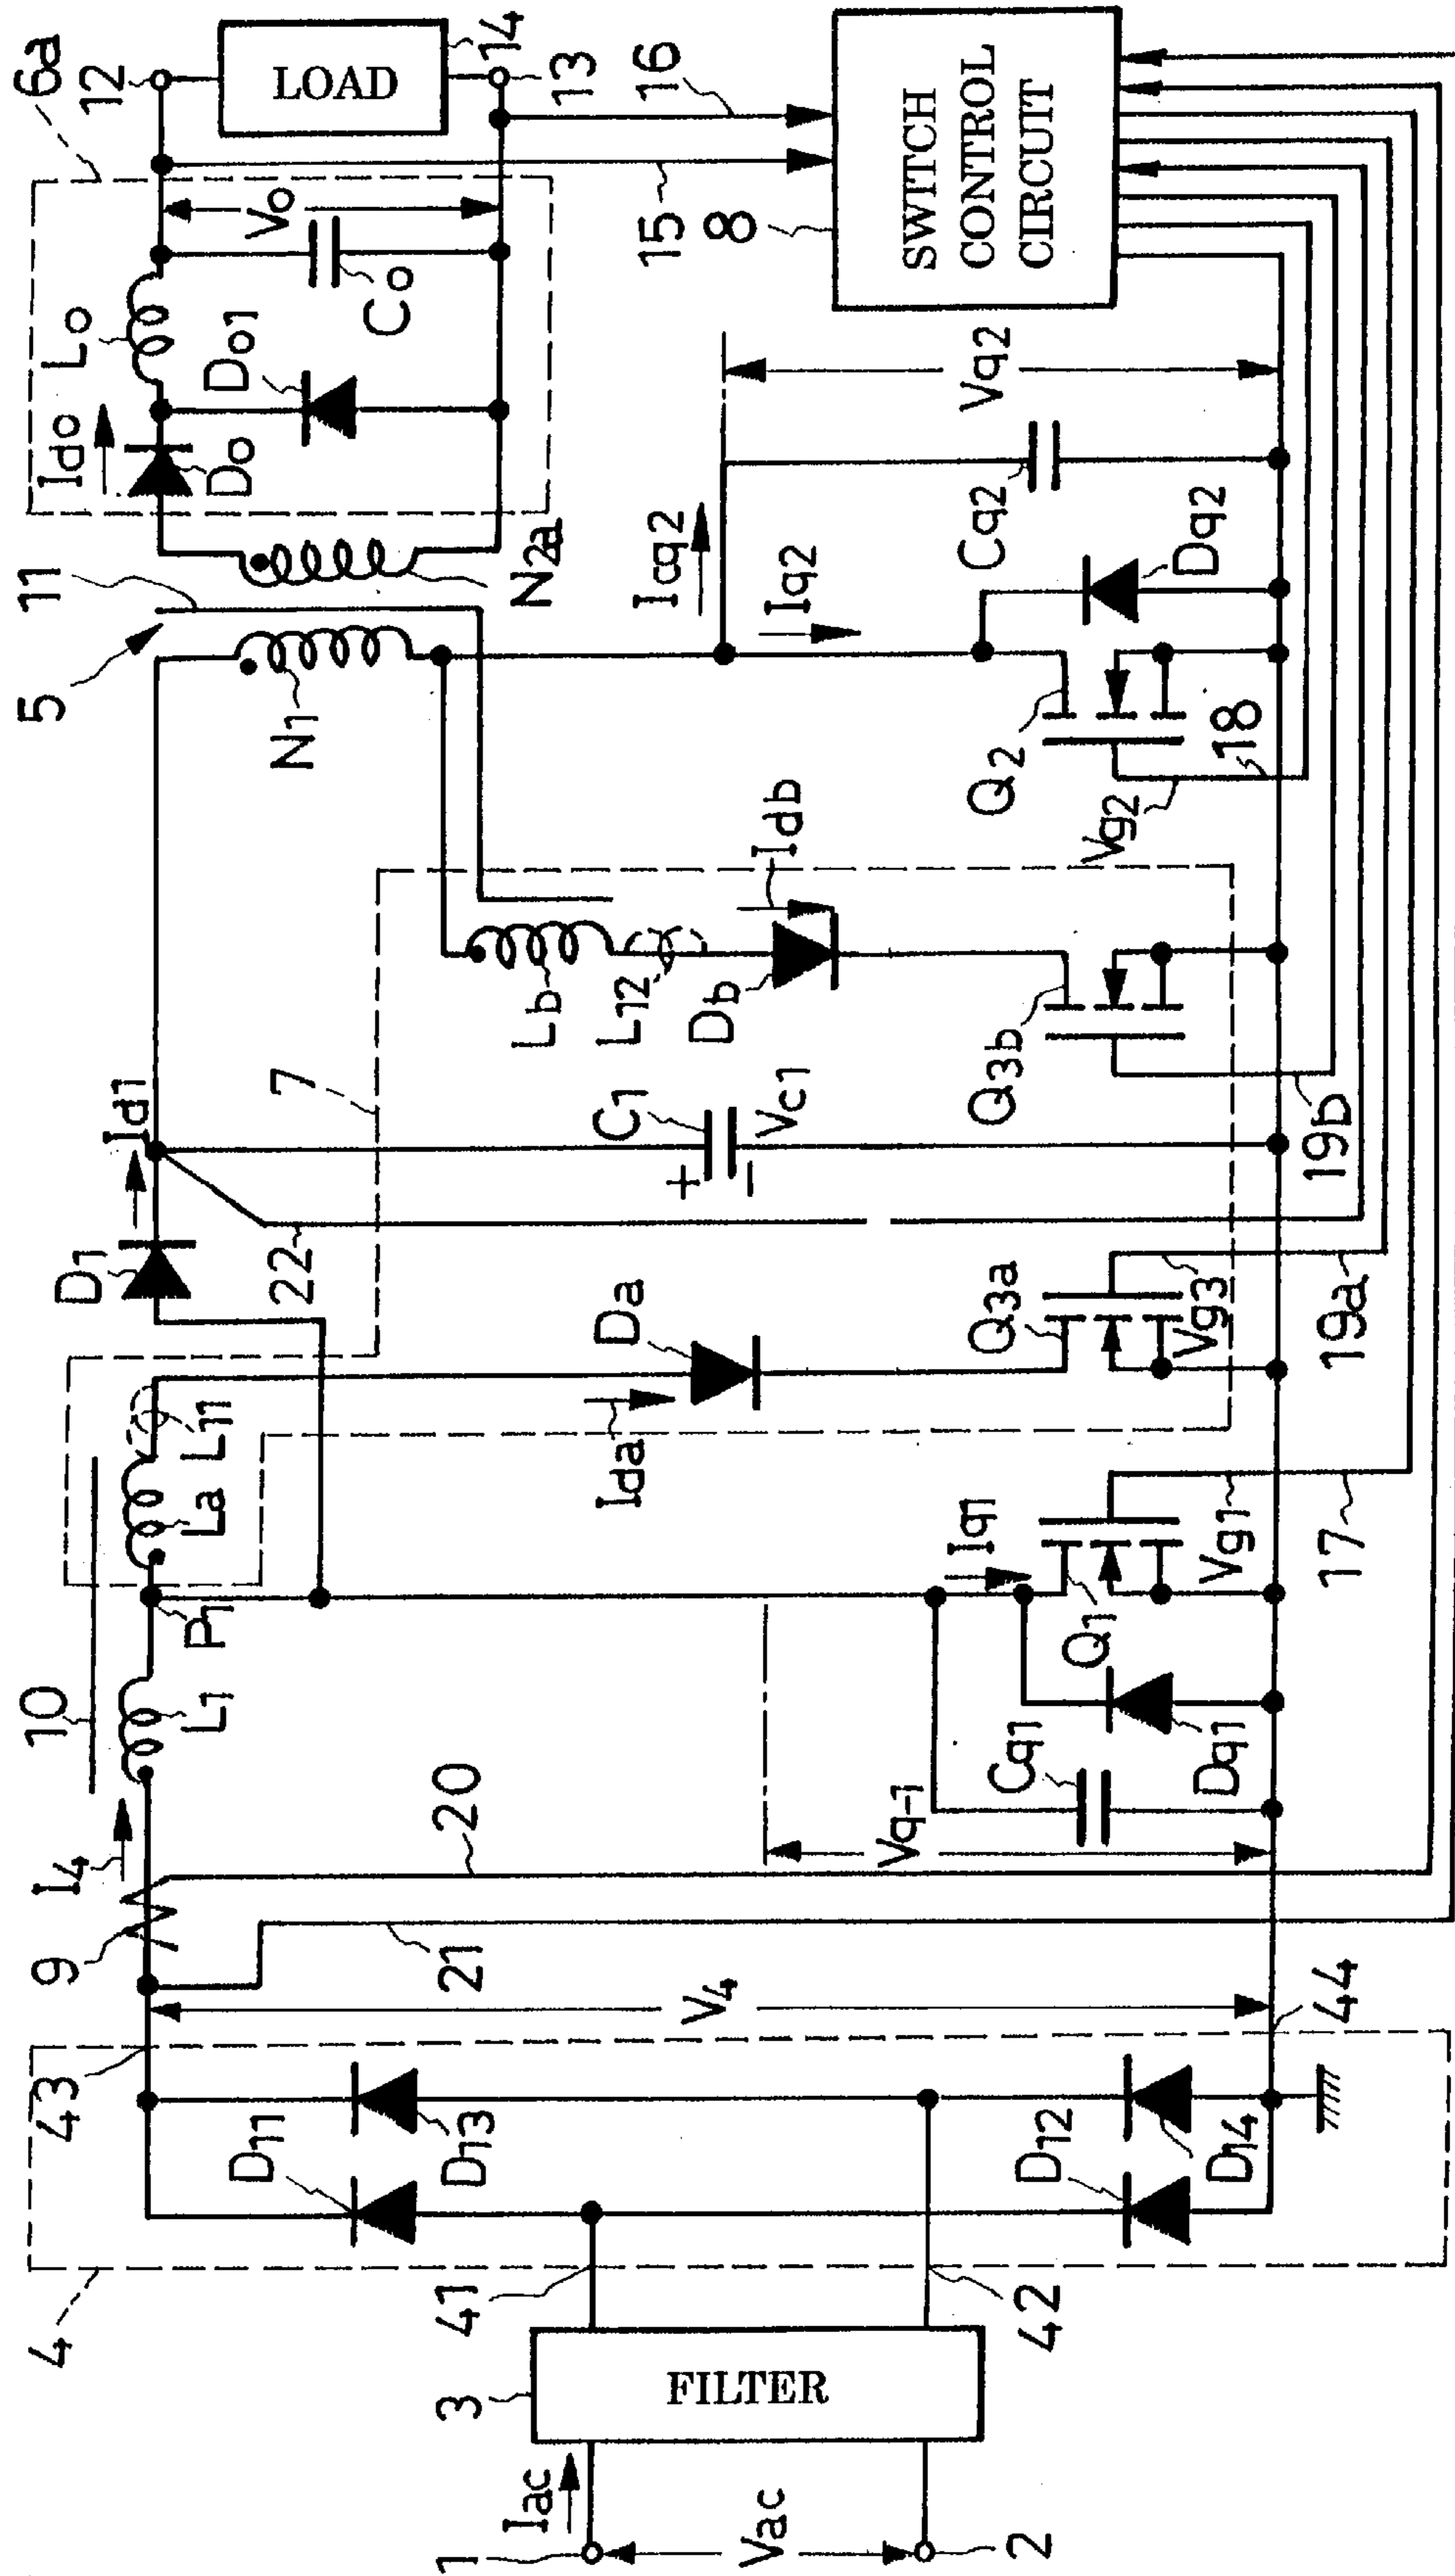 4
43
9
I4
10
L1
P1
La
L11
D1
Id1
5
11
Ido
Lo
6a
12
D11
D13
V4
21
20
22
7
N1
N2a
Do
Do1
Co
Vo
LOAD
14
13
1
Iac
Vac
2
3
FILTER
41
42
D12
D14
44
Vq1
Cq1
Dq1
Iq1
Q1
Vg1
17
Ida
Da
Q3a
Vg3
19a
C1
+
−
Vc1
Lb
L12
Db
Idb
Q3b
19b
Icq2
Iq2
Q2
Vg2
18
Cq2
Dq2
Vq2
15
16
8
SWITCH
CONTROL
CIRCUIT